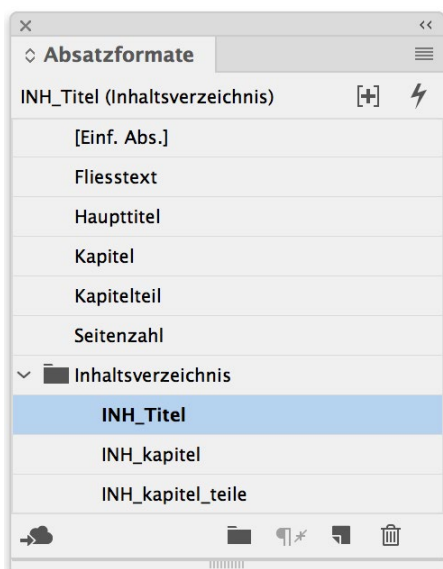 Absatzformate
INH_Titel (Inhaltsverzeichnis)
[Einf. Abs.]
Fliesstext
Haupttitel
Kapitel
Kapitelteil
Seitenzahl
Inhaltsverzeichnis
INH_Titel
INH_kapitel
INH_kapitel_teile